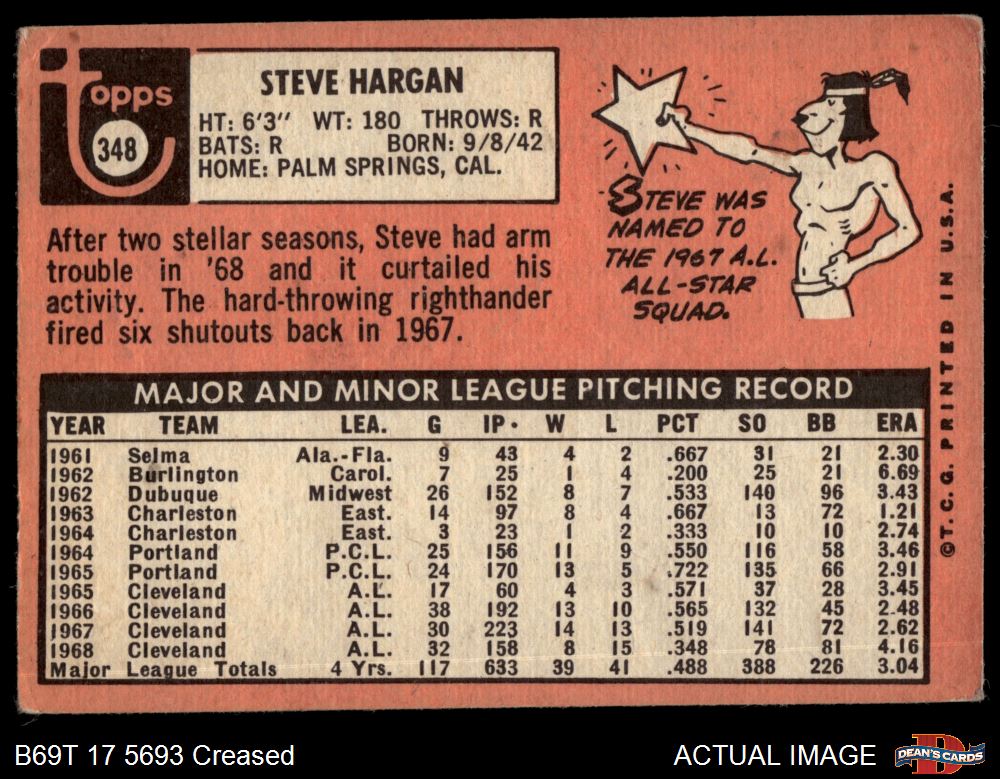 Topps
348
STEVE HARGAN
HT: 6'3" WT: 180 THROWS: R
BATS: R BORN: 9/8/42
HOME: PALM SPRINGS, CAL.
After two stellar seasons, Steve had arm
trouble in '68 and it curtailed his
activity. The hard-throwing righthander
fired six shutouts back in 1967.
STEVE WAS
NAMED TO
THE 1967 A.L.
ALL-STAR
SQUAD.
©T.C.G. PRINTED IN U.S.A.
MAJOR AND MINOR LEAGUE PITCHING RECORD
YEAR TEAM LEA. G IP. W L PCT SO BB ERA
1961 Selma Ala.-Fla. 9 43 4 2 .667 31 21 2.30
1962 Burlington Carol. 7 25 1 4 .200 25 21 6.69
1962 Dubuque Midwest 26 152 8 7 .533 140 96 3.43
1963 Charleston East. 14 97 8 4 .667 13 72 1.21
1964 Charleston East. 3 23 1 2 .333 10 10 2.74
1964 Portland P.C.L. 25 156 11 9 .550 116 58 3.46
1965 Portland P.C.L. 24 170 13 5 .722 135 66 2.91
1965 Cleveland A.L. 17 60 4 3 .571 37 28 3.45
1966 Cleveland A.L. 38 192 13 10 .565 132 45 2.48
1967 Cleveland A.L. 30 223 14 13 .519 141 72 2.62
1968 Cleveland A.L. 32 158 8 15 .348 78 81 4.16
Major League Totals 4 Yrs. 117 633 39 41 .488 388 226 3.04
B69T 17 5693 Creased
ACTUAL IMAGE
DEAN'S CARDS